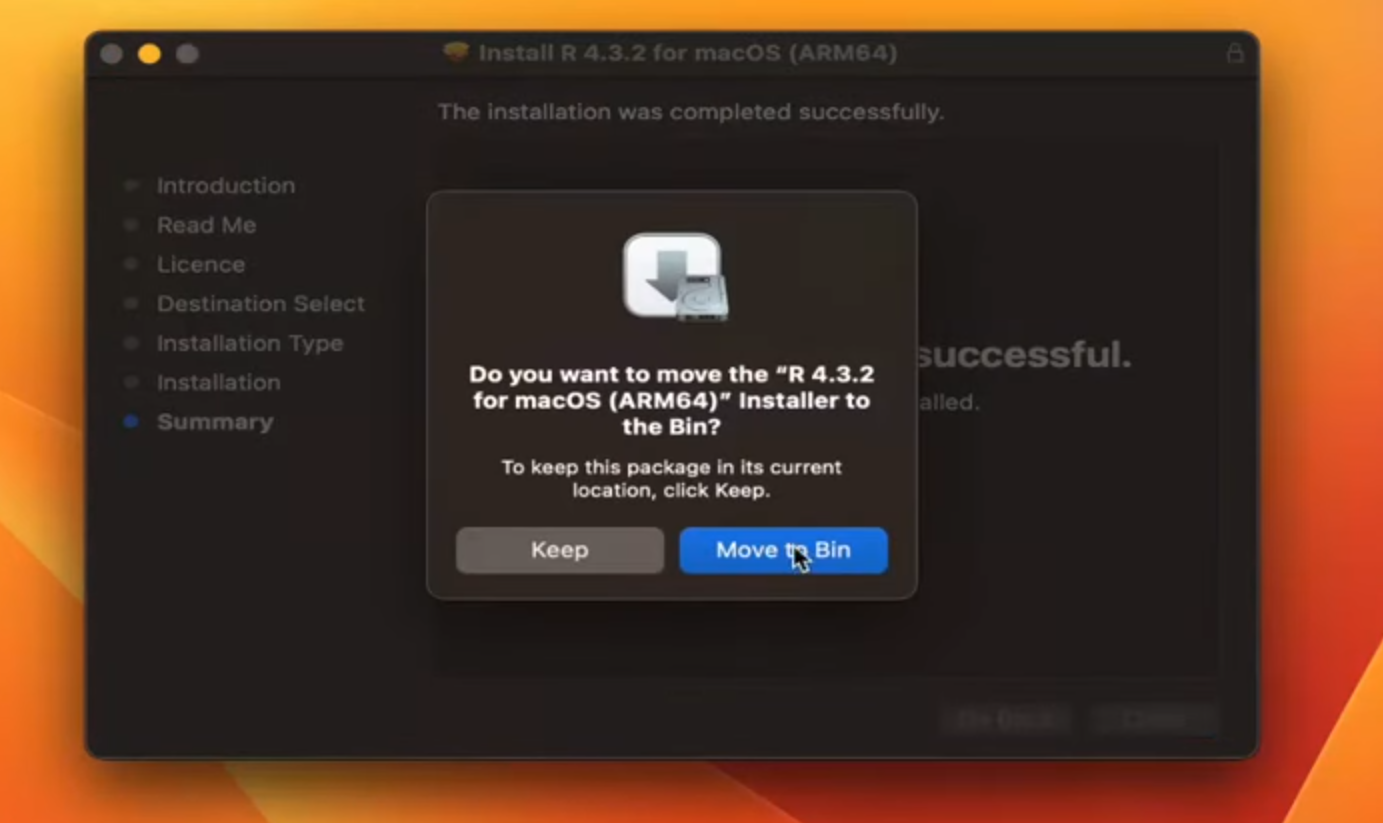 Install R 4.3.2 for macOS (ARM64)
The installation was completed successfully.
Introduction
Read Me
Licence
Destination Select
Installation Type
Installation
Summary
successful.
alled.
Do you want to move the “R 4.3.2
for macOS (ARM64)” Installer to
the Bin?
To keep this package in its current
location, click Keep.
Keep
Move to Bin